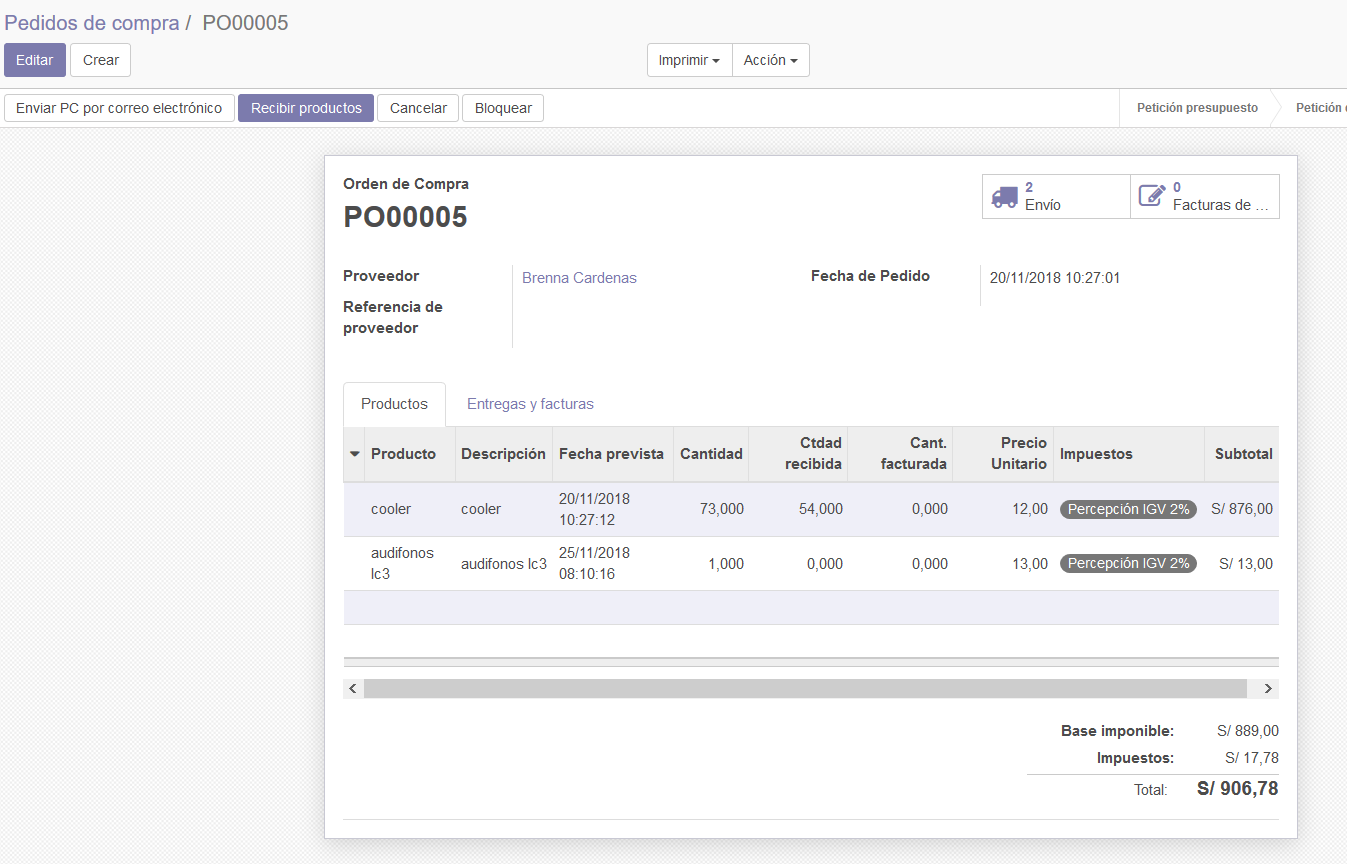 Pedidos de compra / PO00005
Editar Crear Imprimir Acción
Enviar PC por correo electrónico Recibir productos Cancelar Bloquear Petición presupuesto Petición
Orden de Compra
PO00005
2
Envío
0
Facturas de ...
Proveedor Brenna Cardenas Fecha de Pedido 20/11/2018 10:27:01
Referencia de
proveedor
Productos Entregas y facturas
Producto Descripción Fecha prevista Cantidad Ctdad recibida Cant. facturada Precio Unitario Impuestos Subtotal
cooler cooler 20/11/2018 10:27:12 73,000 54,000 0,000 12,00 Percepción IGV 2% S/ 876,00
audifonos lc3 audifonos lc3 25/11/2018 08:10:16 1,000 0,000 0,000 13,00 Percepción IGV 2% S/ 13,00
Base imponible: S/ 889,00
Impuestos: S/ 17,78
Total: S/ 906,78